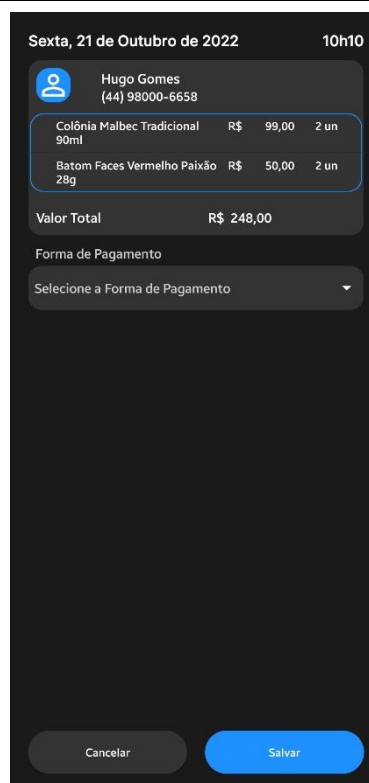 Sexta, 21 de Outubro de 2022 10h10
Hugo Gomes
(44) 98000-6658
Colônia Malbec Tradicional R$ 99,00 2 un
90ml
Batom Faces Vermelho Paixão R$ 50,00 2 un
28g
Valor Total R$ 248,00
Forma de Pagamento
Selecione a Forma de Pagamento
Cancelar Salvar